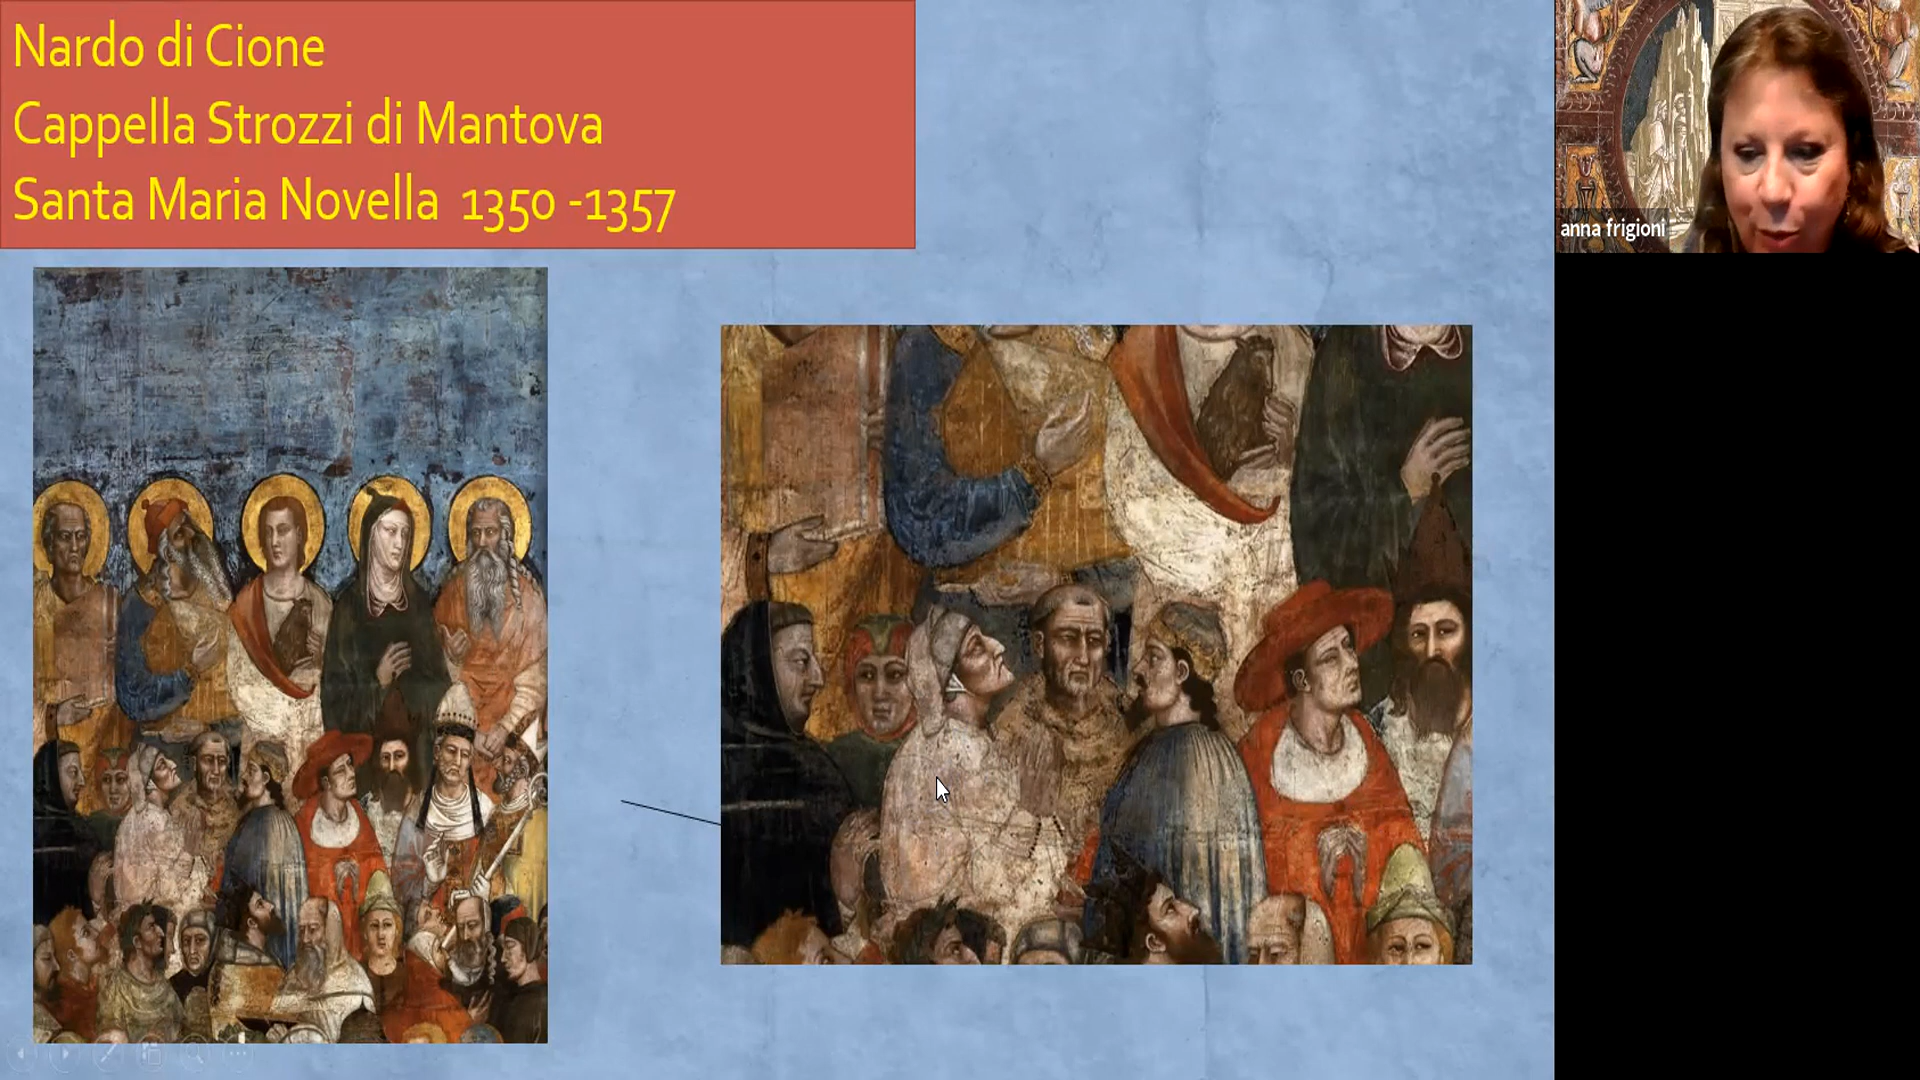 Nardo di Cione
Cappella Strozzi di Mantova
Santa Maria Novella 1350 -1357
anna frigioni